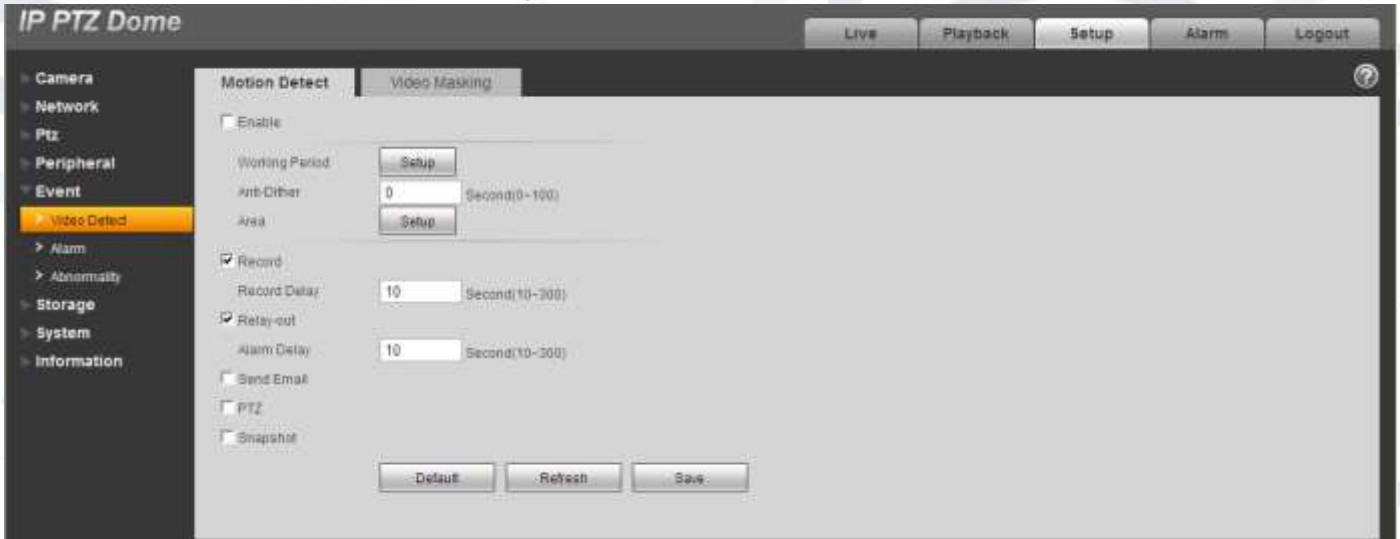 IP PTZ Dome
Live Playback Setup Alarm Logout
Camera
Network
Ptz
Peripheral
Event
Video Detect
Alarm
Abnormality
Storage
System
Information
Motion Detect Video Masking
Enable
Working Period Setup
Anti-Dither 0 Second(0~100)
Area Setup
Record
Record Delay 10 Second(10~300)
Relay-out
Alarm Delay 10 Second(10~300)
Send Email
PTZ
Snapshot
Default Refresh Save